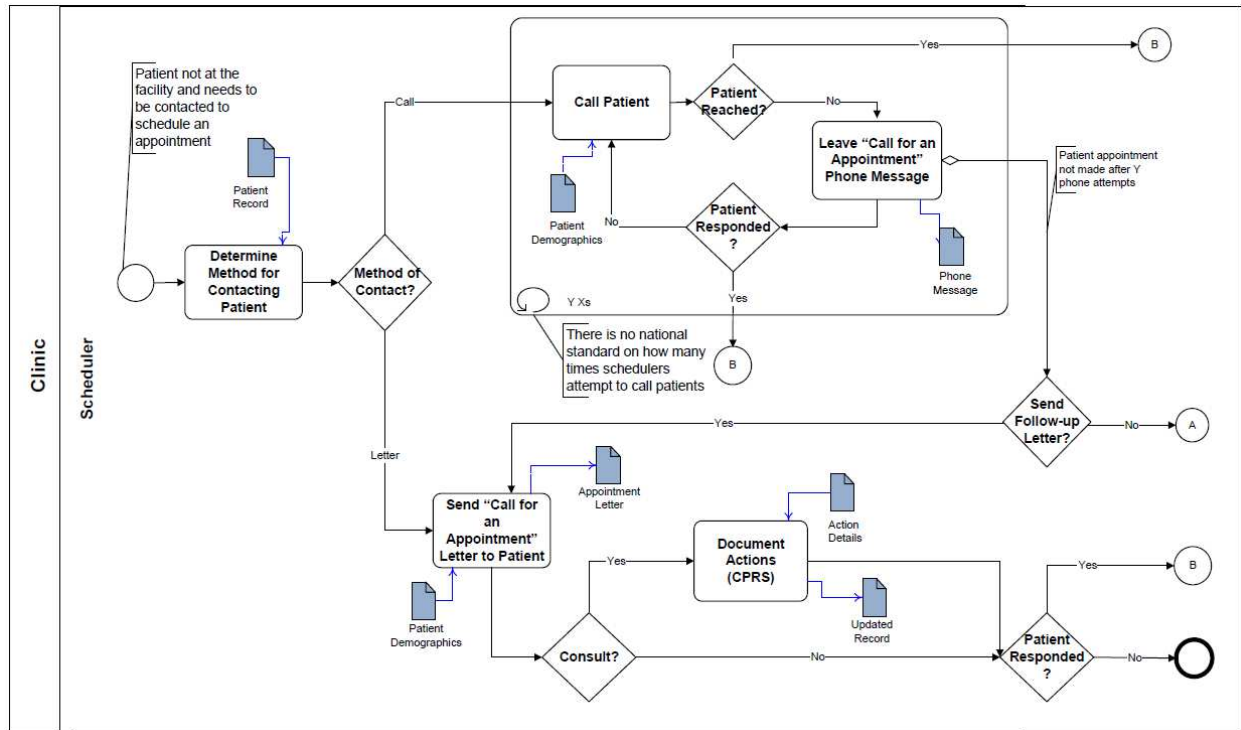 Clinic
Scheduler
Patient not at the
facility and needs to
be contacted to
schedule an
appointment
Patient
Record
Determine
Method for
Contacting
Patient
Method of
Contact?
Call
Letter
Call Patient
Patient
Demographics
Patient
Reached?
Yes
B
No
Leave “Call for an
Appointment”
Phone Message
Phone
Message
Patient
Responded
?
No
Yes
B
Y Xs
There is no national
standard on how many
times schedulers
attempt to call patients
Patient appointment
not made after Y
phone attempts
Send
Follow-up
Letter?
No
A
Yes
Send “Call for
an
Appointment”
Letter to Patient
Appointment
Letter
Patient
Demographics
Consult?
Yes
No
Document
Actions
(CPRS)
Action
Details
Updated
Record
Patient
Responded
?
Yes
B
No